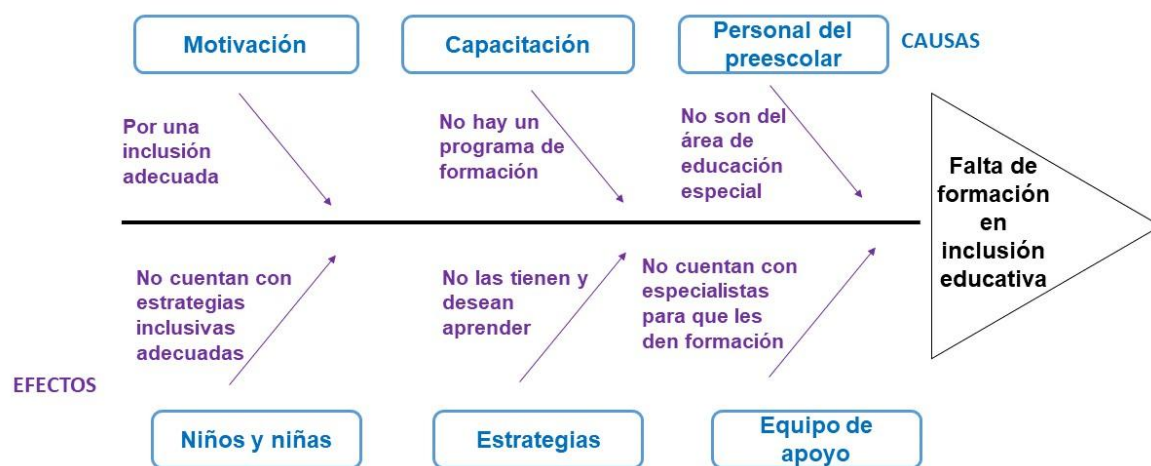 Motivación
Capacitación
Personal del
preescolar
CAUSAS
Por una
inclusión
adecuada
No hay un
programa de
formación
No son del
área de
educación
especial
Falta de
formación
en
inclusión
educativa
No cuentan con
estrategias
inclusivas
adecuadas
No las tienen y
desean
aprender
No cuentan con
especialistas
para que les
den formación
EFECTOS
Niños y niñas
Estrategias
Equipo de
apoyo